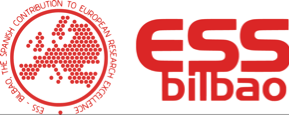 ESS · BILBAO, THE SPANISH CONTRIBUTION TO EUROPEAN RESEARCH EXCELLENCE
ESS
bilbao